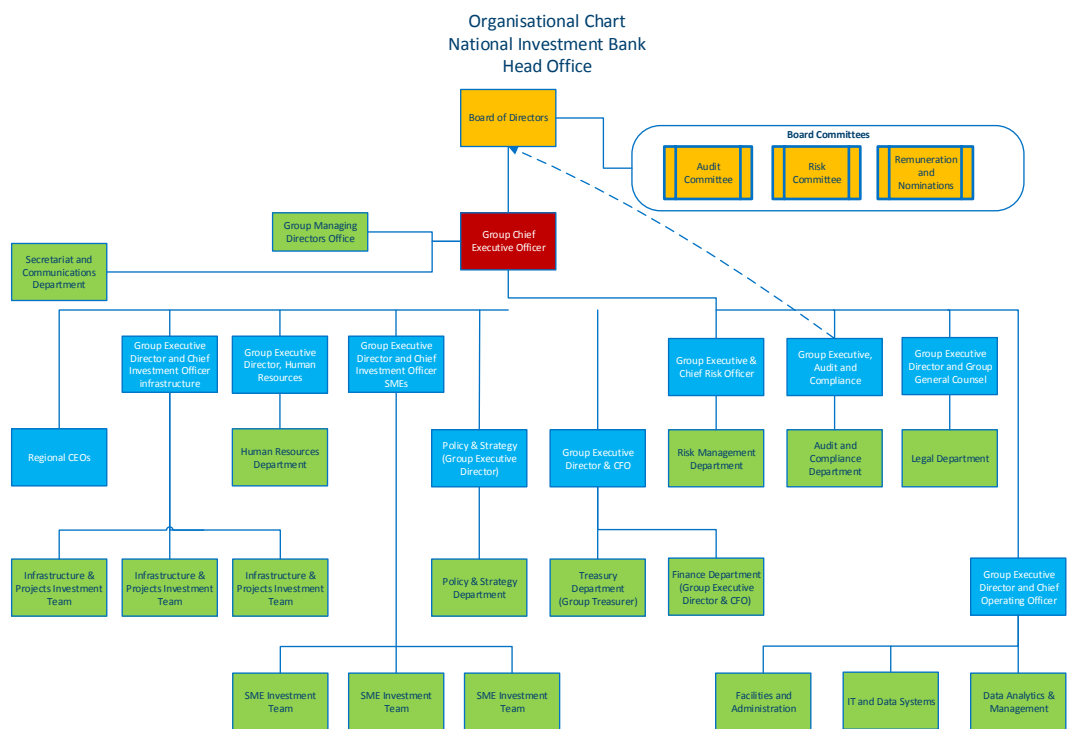 Organisational Chart
National Investment Bank
Head Office
Board of Directors
Board Committees
Audit
Committee
Risk
Committee
Remuneration
and
Nominations
Group Managing
Directors Office
Group Chief
Executive Officer
Secretariat and
Communications
Department
Group Executive
Director and Chief
Investment Officer
infrastructure
Group Executive
Director, Human
Resources
Group Executive
Director and Chief
Investment Officer
SMEs
Group Executive &
Chief Risk Officer
Group Executive,
Audit and
Compliance
Group Executive
Director and Group
General Counsel
Regional CEOs
Human Resources
Department
Policy & Strategy
(Group Executive
Director)
Group Executive
Director & CFO
Risk Management
Department
Audit and
Compliance
Department
Legal Department
Infrastructure &
Projects Investment
Team
Infrastructure &
Projects Investment
Team
Infrastructure &
Projects Investment
Team
Policy & Strategy
Department
Treasury
Department
(Group Treasurer)
Finance Department
(Group Executive
Director & CFO)
Group Executive
Director and Chief
Operating Officer
SME Investment
Team
SME Investment
Team
SME Investment
Team
Facilities and
Administration
IT and Data Systems
Data Analytics &
Management